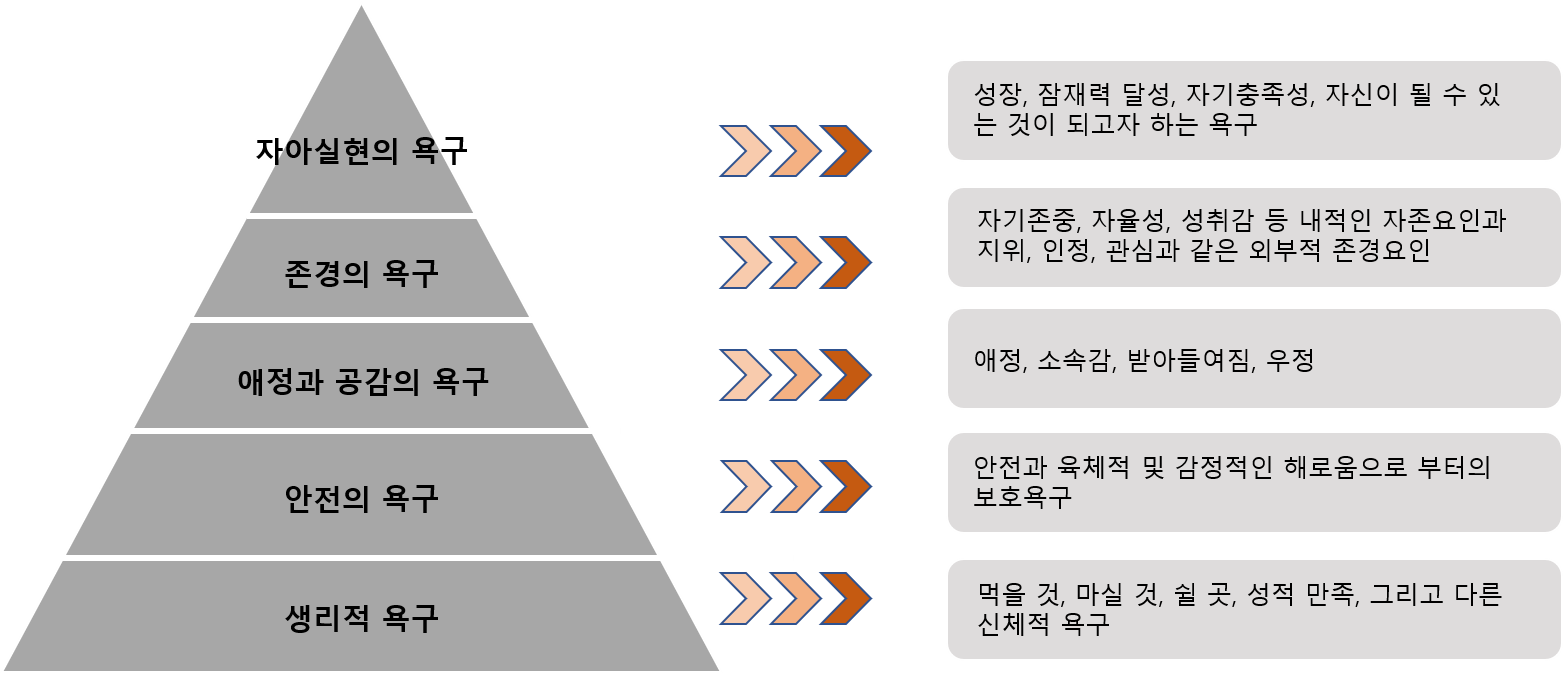 자아실현의 욕구
성장, 잠재력 달성, 자기충족성, 자신이 될 수 있
는 것이 되고자 하는 욕구
존경의 욕구
자기존중, 자율성, 성취감 등 내적인 자존요인과
지위, 인정, 관심과 같은 외부적 존경요인
애정과 공감의 욕구
애정, 소속감, 받아들여짐, 우정
안전의 욕구
안전과 육체적 및 감정적인 해로움으로 부터의
보호욕구
생리적 욕구
먹을 것, 마실 것, 쉴 곳, 성적 만족, 그리고 다른
신체적 욕구